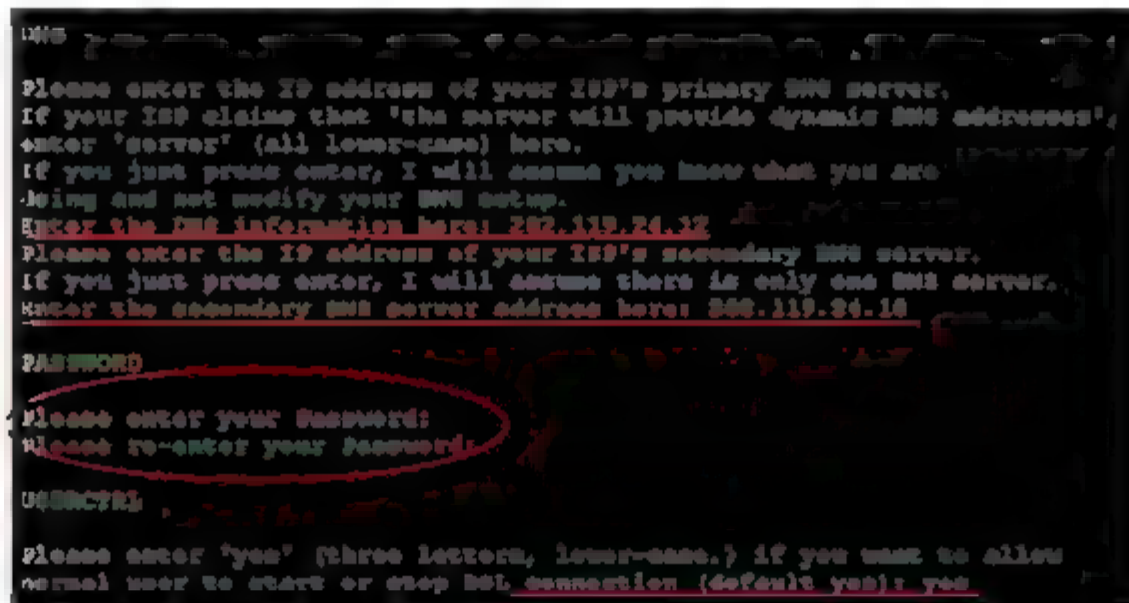 DNS
Please enter the IP address of your ISP's primary DNS server.
If your ISP claims that 'the server will provide dynamic DNS addresses',
enter 'server' (all lower-case) here.
If you just press enter, I will assume you know what you are
doing and not modify your DNS setup.
Enter the DNS information here: 202.119.24.12
Please enter the IP address of your ISP's secondary DNS server.
If you just press enter, I will assume there is only one DNS server.
Enter the secondary DNS server address here: 202.119.24.18
PASSWORD
Please enter your Password:
Please re-enter your Password:
USERCTRL
Please enter 'yes' (three letters, lower-case.) if you want to allow
normal user to start or stop DSL connection (default yes): yes